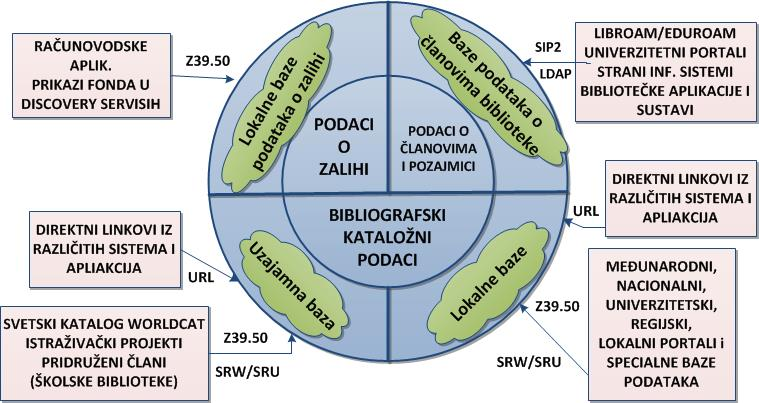 RAČUNOVODSKE
APLIK.
PRIKAZI FONDA U
DISCOVERY SERVISIH
Z39.50
Lokalne baze
podataka o zalihi
Baze podataka o
članovima biblioteke
SIP2
LDAP
LIBROAM/EDUROAM
UNIVERZITETNI PORTALI
STRANI INF. SISTEMI
BIBLIOTEČKE APLIKACIJE I
SUSTAVI
PODACI
O
ZALIHI
PODACI O
ČLANOVIMA
I POZAJMICI
DIREKTNI LINKOVI IZ
RAZLIČITIH SISTEMA I
APLIAKCIJA
URL
BIBLIOGRAFSKI
KATALOŽNI
PODACI
DIREKTNI LINKOVI IZ
RAZLIČITIH SISTEMA I
APLIAKCIJA
URL
Uzajamna baza
Lokalne baze
SVETSKI KATALOG WORLDCAT
ISTRAŽIVAČKI PROJEKTI
PRIDRUŽENI ČLANI
(ŠKOLSKE BIBLIOTEKE)
Z39.50
SRW/SRU
Z39.50
SRW/SRU
MEĐUNARODNI,
NACIONALNI,
UNIVERZITETSKI,
REGIJSKI,
LOKALNI PORTALI i
SPECIALNE BAZE
PODATAKA